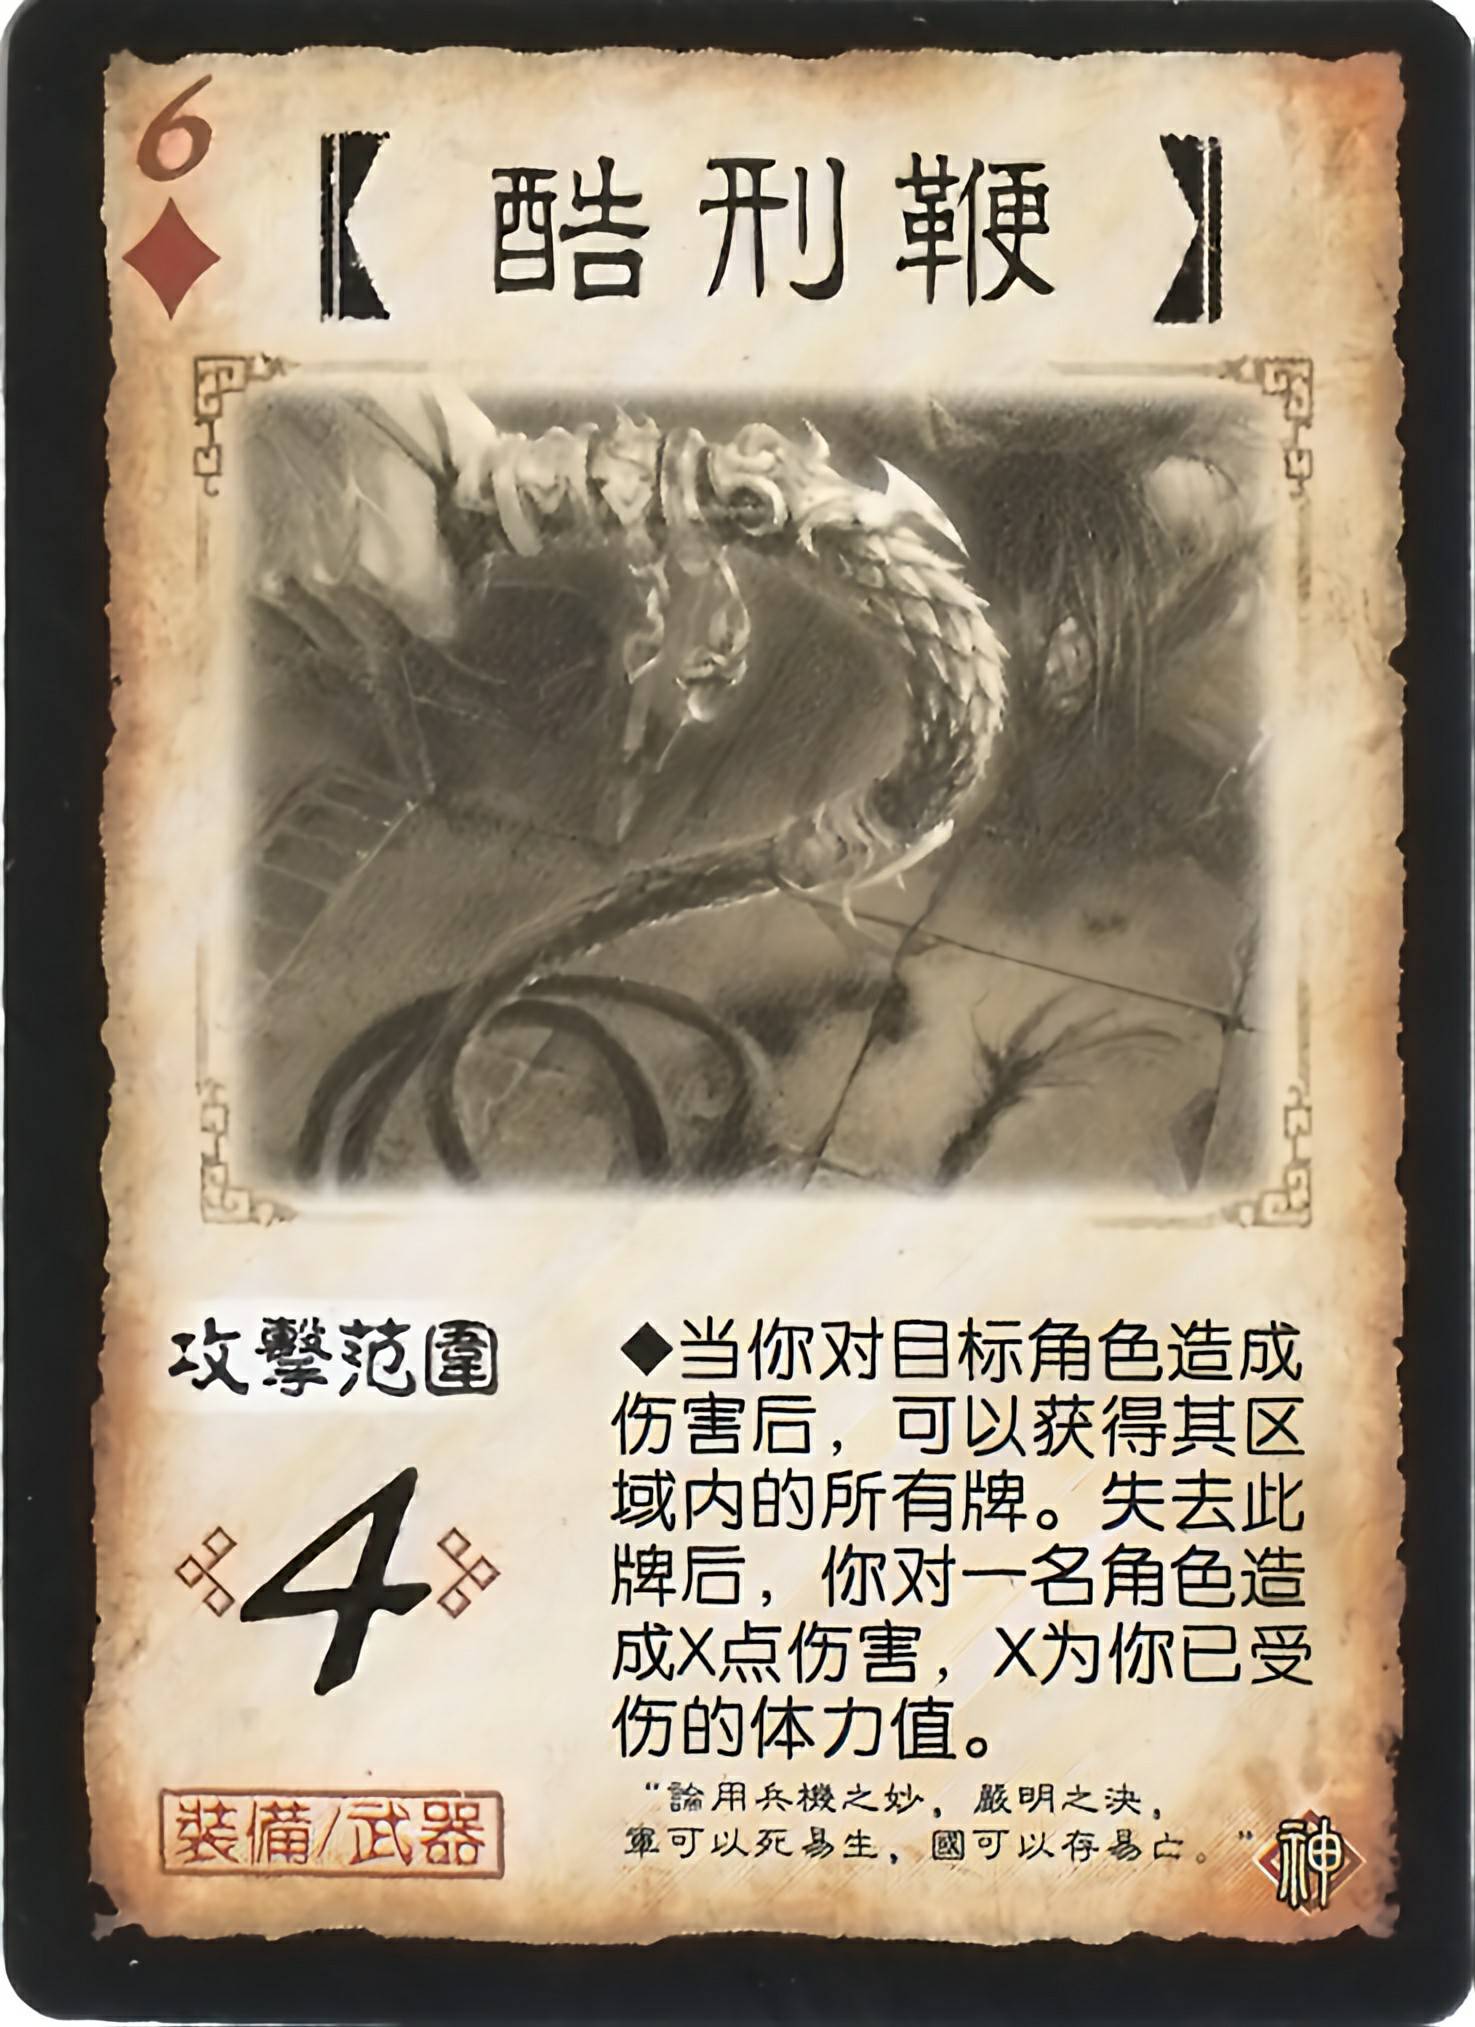 6
【 酷刑鞭 】
攻擊范圍
4
◆当你对目标角色造成
伤害后，可以获得其区
域内的所有牌。失去此
牌后，你对一名角色造
成X点伤害，X为你已受
伤的体力值。
“論用兵機之妙，嚴明之決，
軍可以死易生，國可以存易亡。”
裝備/武器
神